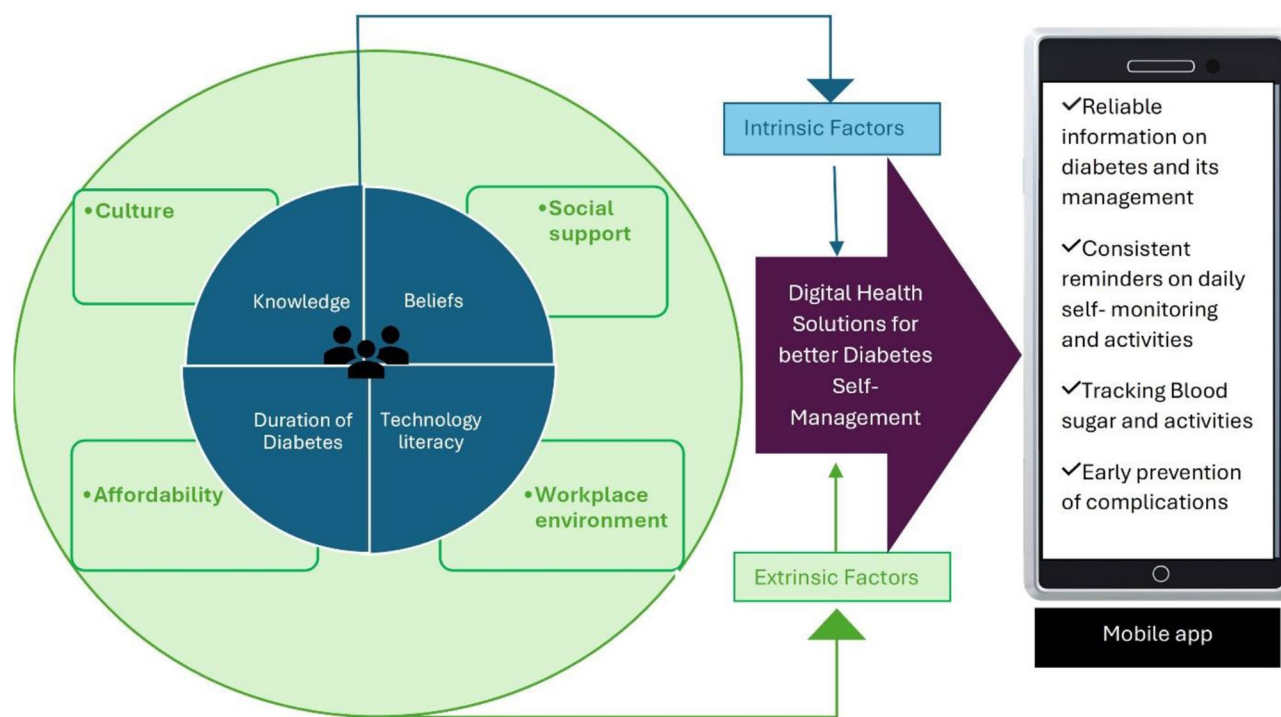 •Culture
•Social
support
Knowledge
Beliefs
Duration of
Diabetes
Technology
literacy
•Affordability
•Workplace
environment
Intrinsic Factors
Digital Health
Solutions for
better Diabetes
Self-
Management
Extrinsic Factors
✓Reliable
information on
diabetes and its
management
✓Consistent
reminders on daily
self- monitoring
and activities
✓Tracking Blood
sugar and activities
✓Early prevention
of complications
Mobile app